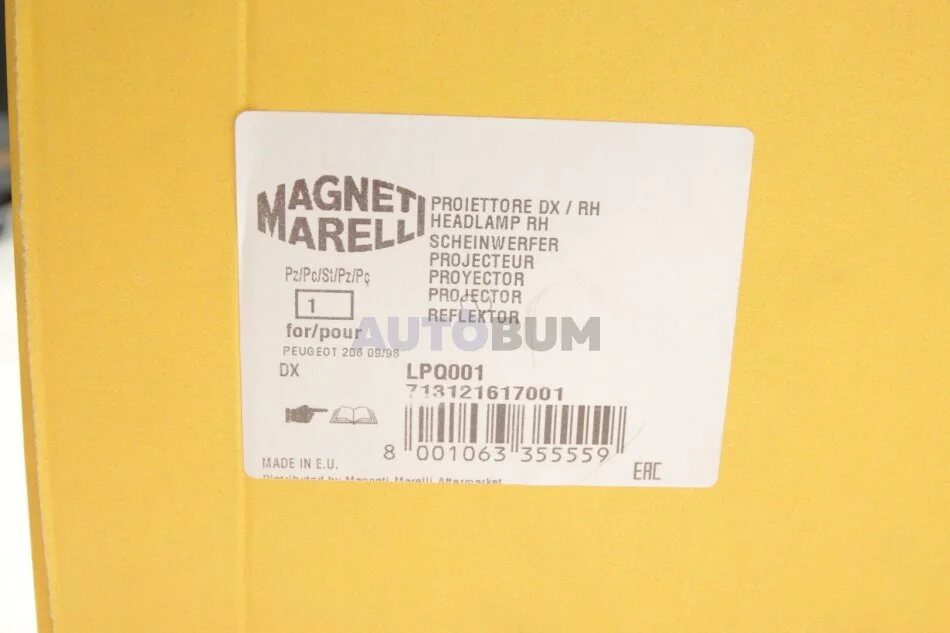 MAGNETI
MARELLI
PROIETTORE DX / RH
HEADLAMP RH
SCHEINWERFER
PROJECTEUR
PROYECTOR
PROJECTOR
REFLEKTOR
Pz/Pc/St/Pz/Pç
1
for/pour
AUTOBUM
PEUGEOT 206 09/98
DX
LPQ001
713121617001
8 001063 355559
MADE IN E.U.
EAC
Distributed by Magneti Marelli Aftermarket